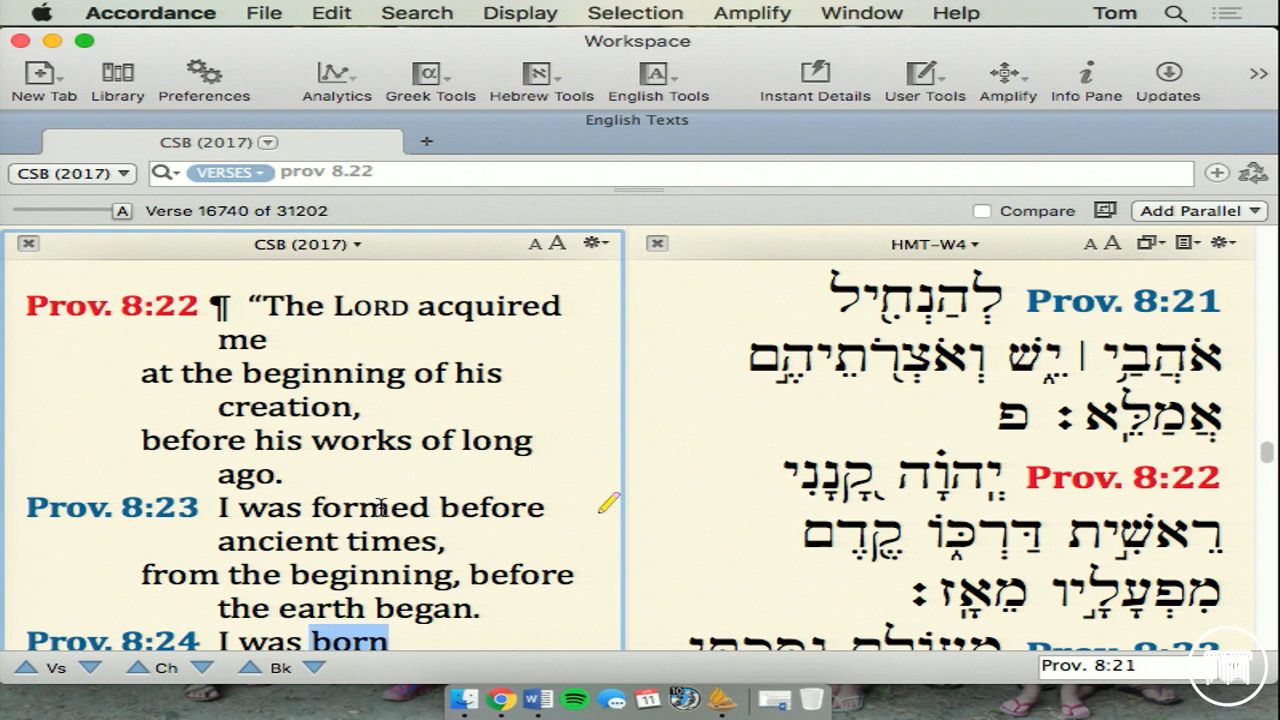 Accordance File Edit Search Display Selection Amplify Window Help Tom
Workspace
New Tab Library Preferences Analytics Greek Tools Hebrew Tools English Tools Instant Details User Tools Amplify Info Pane Updates
English Texts
CSB (2017)
CSB (2017) VERSES prov 8.22
A Verse 16740 of 31202 Compare Add Parallel
CSB (2017) A A
Prov. 8:22 ¶ “The LORD acquired
me
at the beginning of his
creation,
before his works of long
ago.
Prov. 8:23 I was formed before
ancient times,
from the beginning, before
the earth began.
Prov. 8:24 I was born
HMT-W4 A A
Prov. 8:21 לְהַנְחִ֖יל
אֹהֲבַ֥י ׀ יֵ֑שׁ וְאֹצְרֹ֖תֵיהֶ֣ם
אֲמַלֵּֽא׃ פ
Prov. 8:22 יְֽהוָ֗ה קָ֭נָנִי
רֵאשִׁ֣ית דַּרְכּ֑וֹ קֶ֖דֶם
מִפְעָלָ֣יו מֵאָֽז׃
Vs Ch Bk Prov. 8:21
11
10